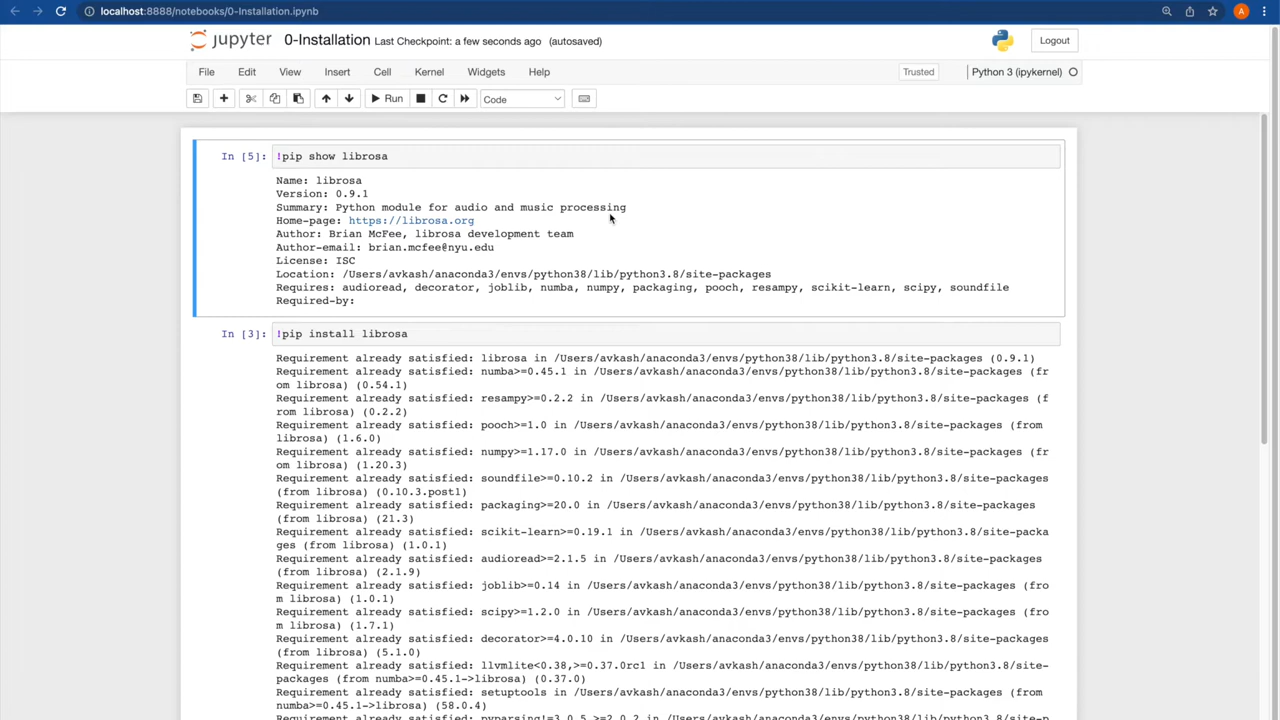 localhost:8888/notebooks/0-Installation.ipynb
A
jupyter 0-Installation Last Checkpoint: a few seconds ago (autosaved)
Logout
File Edit View Insert Cell Kernel Widgets Help
Trusted
Python 3 (ipykernel)
Run
Code
In [5]: !pip show librosa
Name: librosa
Version: 0.9.1
Summary: Python module for audio and music processing
Home-page: https://librosa.org
Author: Brian McFee, librosa development team
Author-email: brian.mcfee@nyu.edu
License: ISC
Location: /Users/avkash/anaconda3/envs/python38/lib/python3.8/site-packages
Requires: audioread, decorator, joblib, numba, numpy, packaging, pooch, resampy, scikit-learn, scipy, soundfile
Required-by:
In [3]: !pip install librosa
Requirement already satisfied: librosa in /Users/avkash/anaconda3/envs/python38/lib/python3.8/site-packages (0.9.1)
Requirement already satisfied: numba>=0.45.1 in /Users/avkash/anaconda3/envs/python38/lib/python3.8/site-packages (fr
om librosa) (0.54.1)
Requirement already satisfied: resampy>=0.2.2 in /Users/avkash/anaconda3/envs/python38/lib/python3.8/site-packages (f
rom librosa) (0.2.2)
Requirement already satisfied: pooch>=1.0 in /Users/avkash/anaconda3/envs/python38/lib/python3.8/site-packages (from
librosa) (1.6.0)
Requirement already satisfied: numpy>=1.17.0 in /Users/avkash/anaconda3/envs/python38/lib/python3.8/site-packages (fr
om librosa) (1.20.3)
Requirement already satisfied: soundfile>=0.10.2 in /Users/avkash/anaconda3/envs/python38/lib/python3.8/site-packages
(from librosa) (0.10.3.post1)
Requirement already satisfied: packaging>=20.0 in /Users/avkash/anaconda3/envs/python38/lib/python3.8/site-packages
(from librosa) (21.3)
Requirement already satisfied: scikit-learn>=0.19.1 in /Users/avkash/anaconda3/envs/python38/lib/python3.8/site-packa
ges (from librosa) (1.0.1)
Requirement already satisfied: audioread>=2.1.5 in /Users/avkash/anaconda3/envs/python38/lib/python3.8/site-packages
(from librosa) (2.1.9)
Requirement already satisfied: joblib>=0.14 in /Users/avkash/anaconda3/envs/python38/lib/python3.8/site-packages (fro
m librosa) (1.0.1)
Requirement already satisfied: scipy>=1.2.0 in /Users/avkash/anaconda3/envs/python38/lib/python3.8/site-packages (fro
m librosa) (1.7.1)
Requirement already satisfied: decorator>=4.0.10 in /Users/avkash/anaconda3/envs/python38/lib/python3.8/site-packages
(from librosa) (5.1.0)
Requirement already satisfied: llvmlite<0.38,>=0.37.0rc1 in /Users/avkash/anaconda3/envs/python38/lib/python3.8/site-
packages (from numba>=0.45.1->librosa) (0.37.0)
Requirement already satisfied: setuptools in /Users/avkash/anaconda3/envs/python38/lib/python3.8/site-packages (from
numba>=0.45.1->librosa) (58.0.4)
Requirement already satisfied: pyparsing!=3.0.5,>=2.0.2 in /Users/avkash/anaconda3/envs/python38/lib/python3.8/site-p